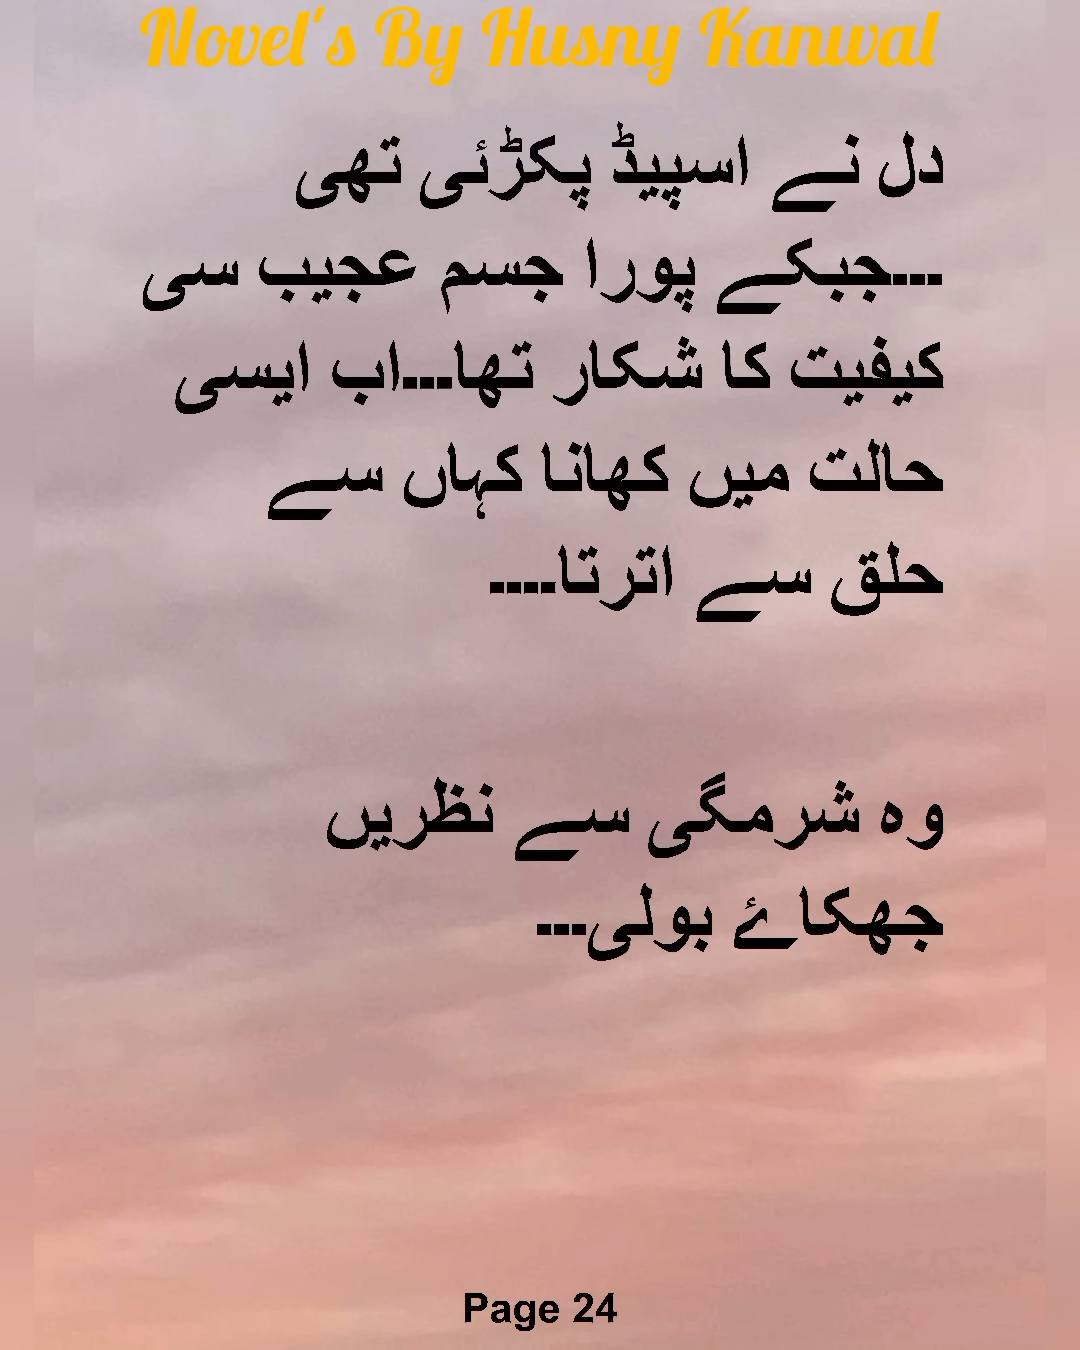 Novel's By Husny Kanwal
دل نے اسپیڈ پکڑئی تھی
...جبکے پورا جسم عجیب سی
کیفیت کا شکار تھا...اب ایسی
حالت میں کھانا کہاں سے
حلق سے اترتا....
وہ شرمگی سے نظریں
جھکاۓ بولی...
Page 24